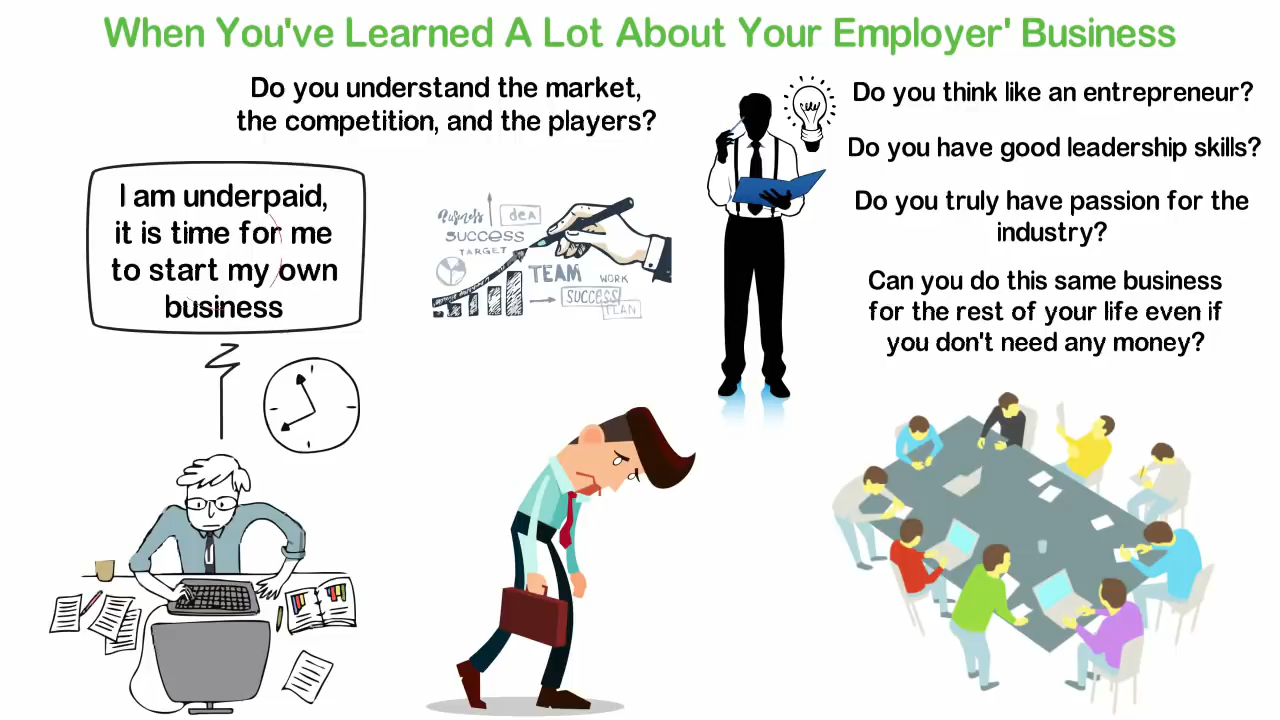 When You've Learned A Lot About Your Employer' Business
Do you understand the market,
the competition, and the players?
I am underpaid,
it is time for me
to start my own
business
Business
idea
SUCCESS
TARGET
TEAM
WORK
SUCCESS
PLAN
Do you think like an entrepreneur?
Do you have good leadership skills?
Do you truly have passion for the
industry?
Can you do this same business
for the rest of your life even if
you don't need any money?